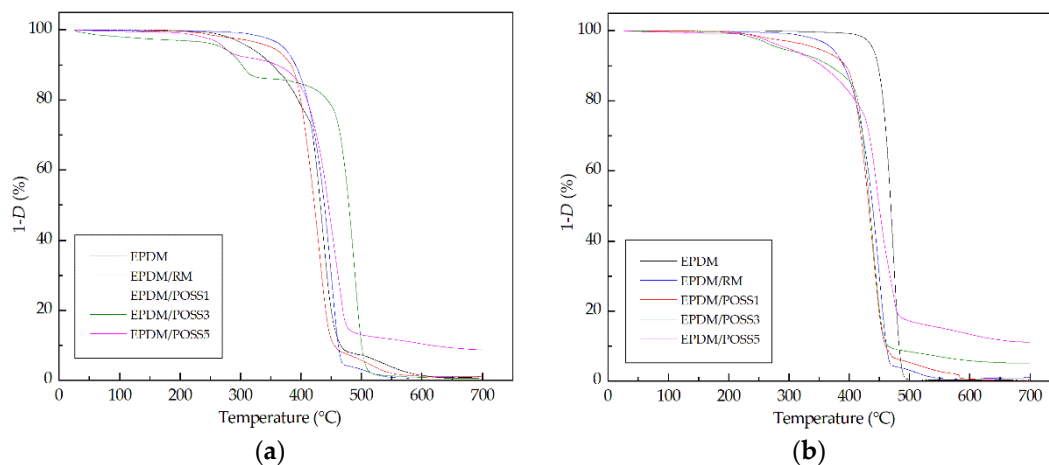 100
80
60
40
20
0
1-D (%)
EPDM
EPDM/RM
EPDM/POSS1
EPDM/POSS3
EPDM/POSS5
0 100 200 300 400 500 600 700
Temperature (°C)
(a)
100
80
60
40
20
0
1-D (%)
EPDM
EPDM/RM
EPDM/POSS1
EPDM/POSS3
EPDM/POSS5
0 100 200 300 400 500 600 700
Temperature (°C)
(b)